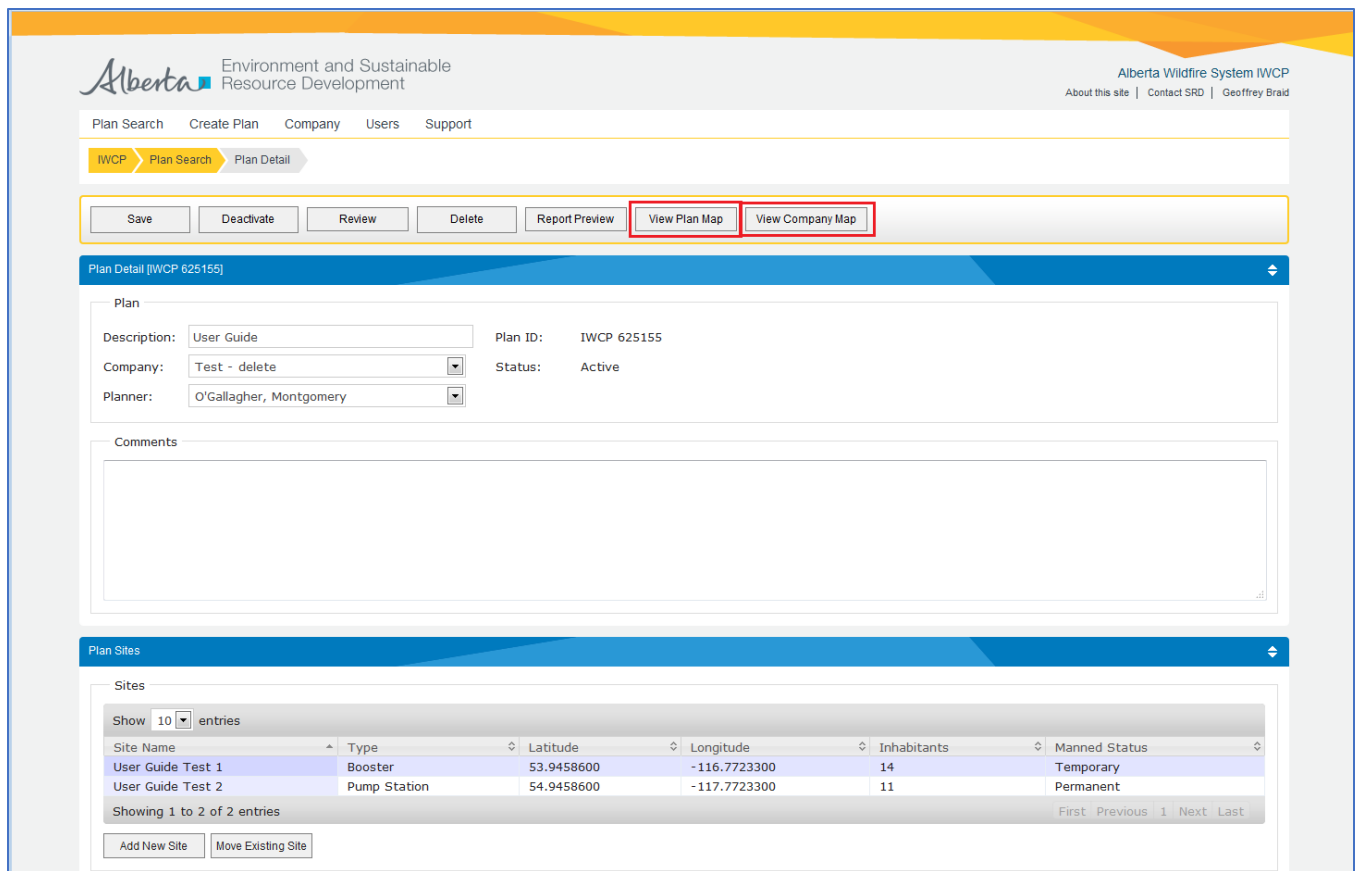 Alberta Environment and Sustainable
Resource Development
Alberta Wildfire System IWCP
About this site | Contact SRD | Geoffrey Braid
Plan Search Create Plan Company Users Support
IWCP Plan Search Plan Detail
Save Deactivate Review Delete Report Preview View Plan Map View Company Map
Plan Detail [IWCP 625155]
Plan
Description: User Guide Plan ID: IWCP 625155
Company: Test - delete Status: Active
Planner: O'Gallagher, Montgomery
Comments
Plan Sites
Sites
Show 10 entries
Site Name Type Latitude Longitude Inhabitants Manned Status
User Guide Test 1 Booster 53.9458600 -116.7723300 14 Temporary
User Guide Test 2 Pump Station 54.9458600 -117.7723300 11 Permanent
Showing 1 to 2 of 2 entries First Previous 1 Next Last
Add New Site Move Existing Site